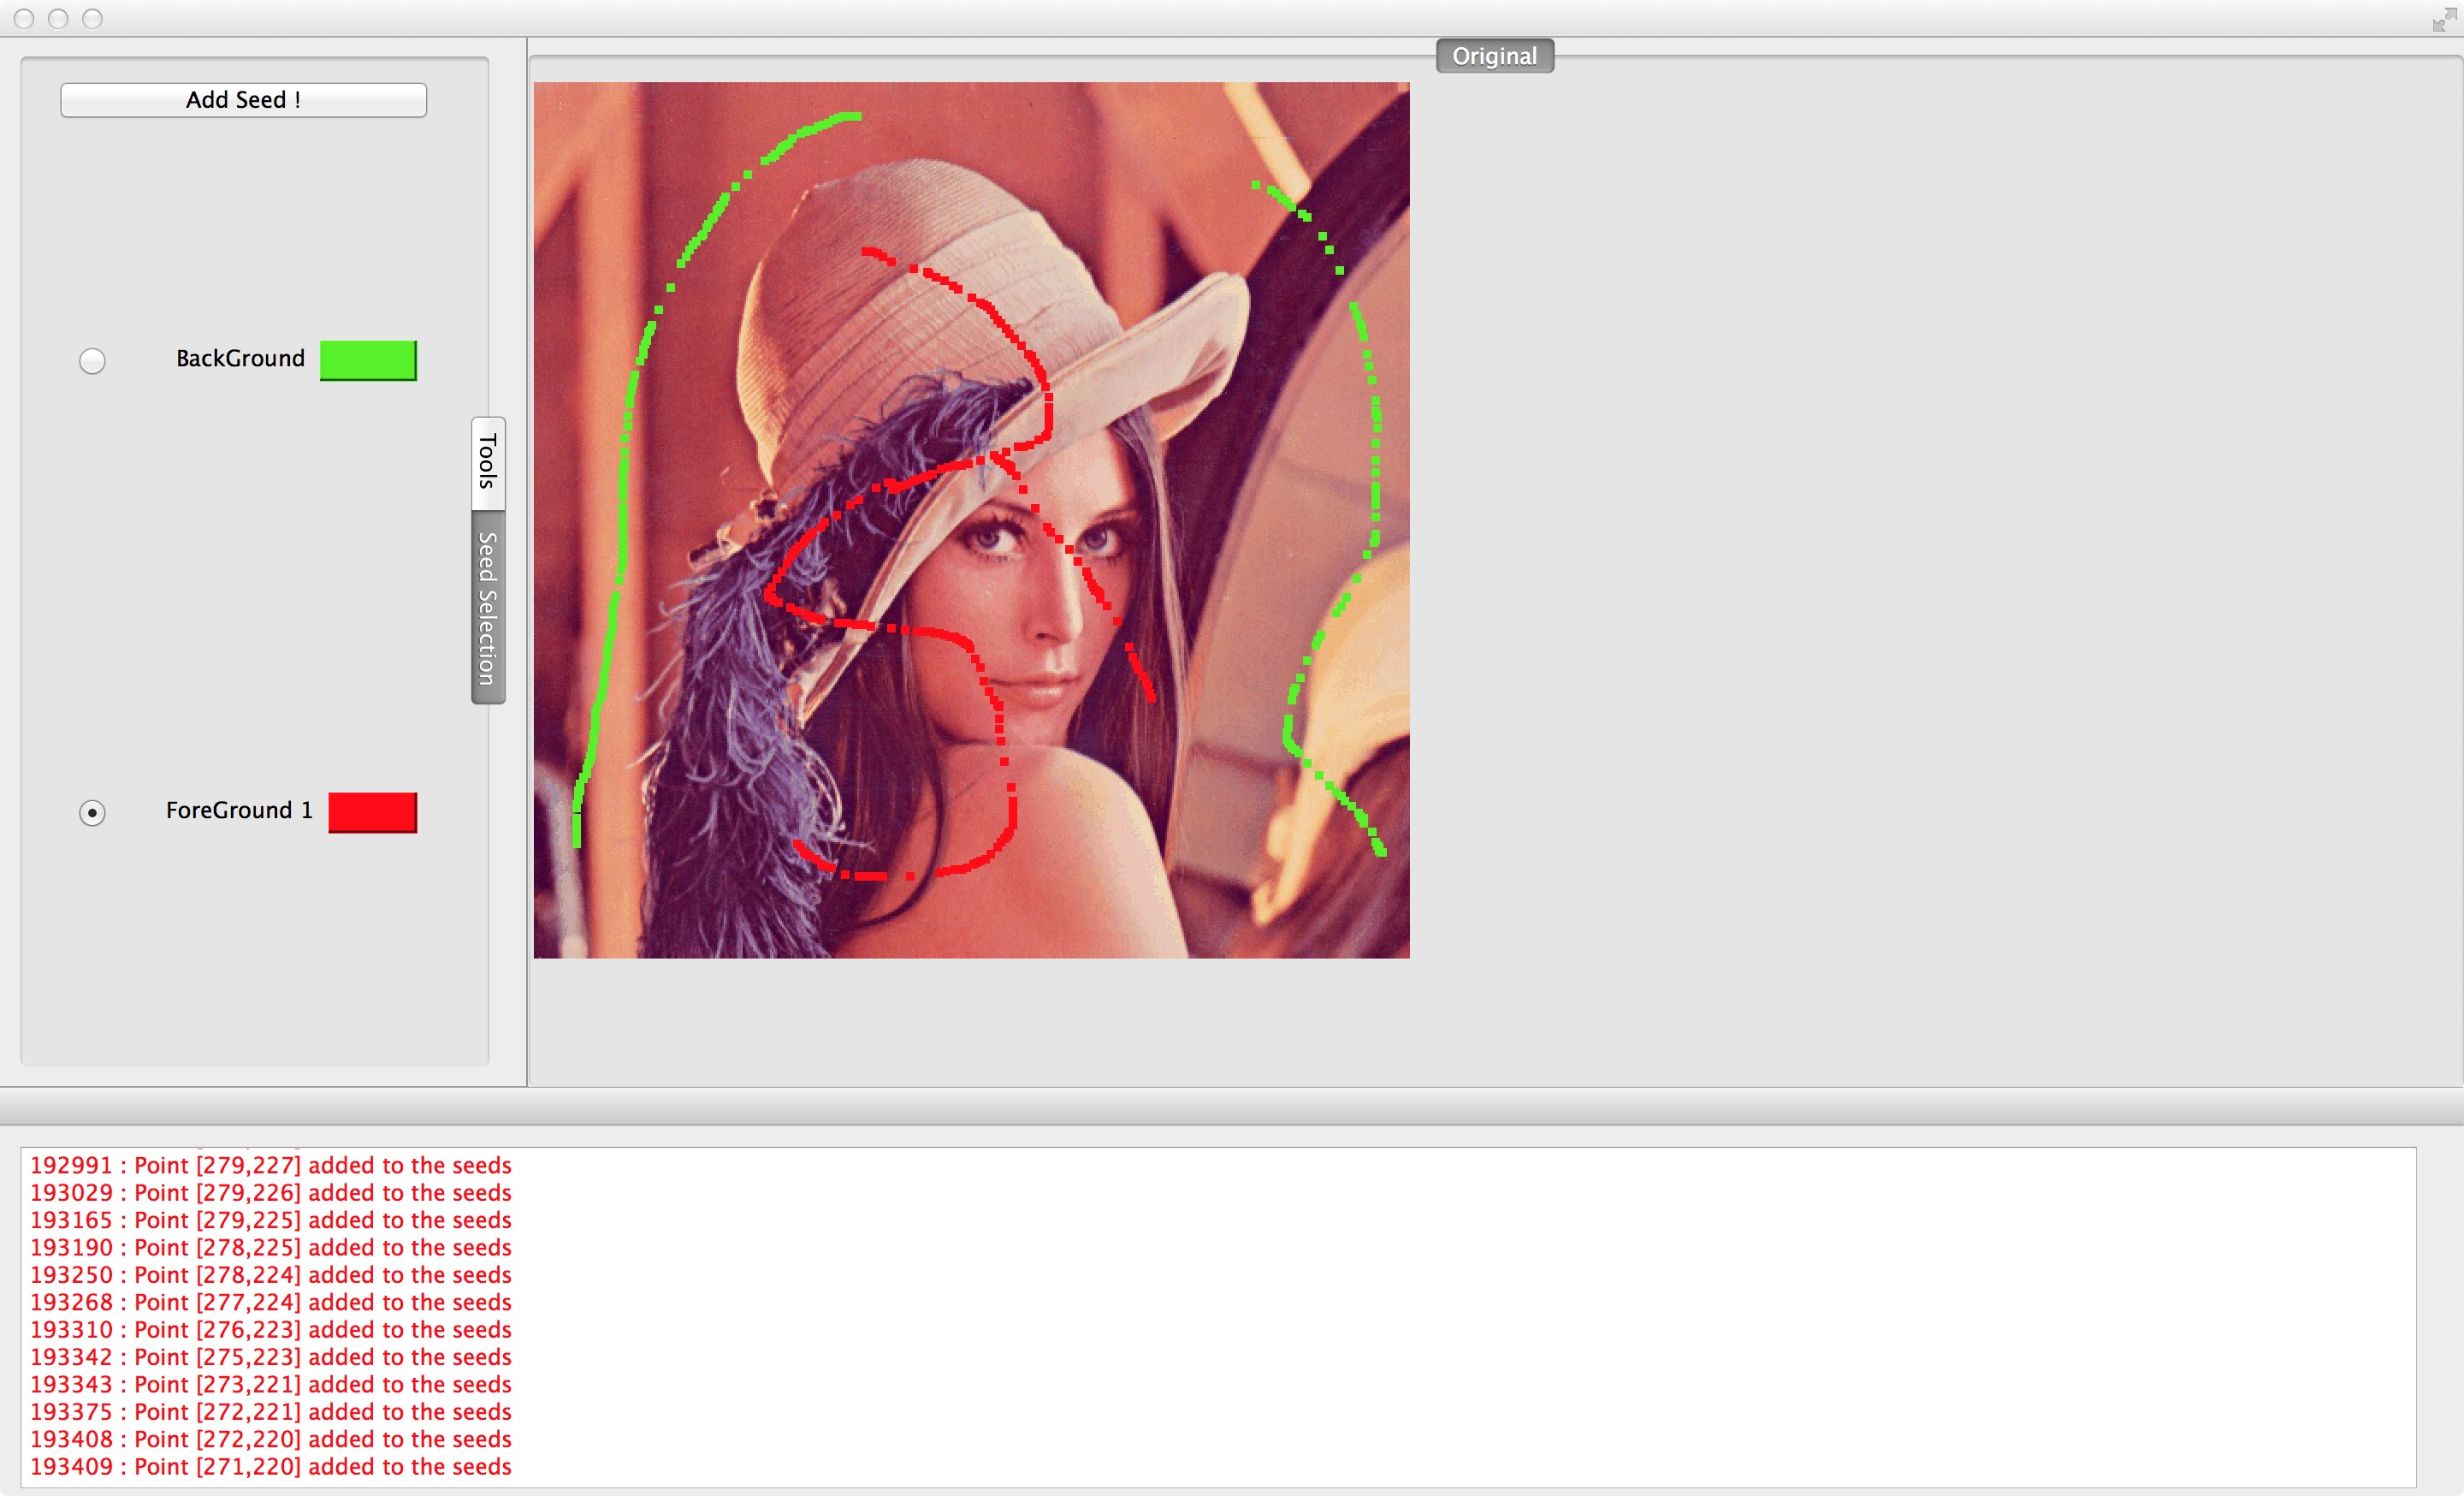 Original
Add Seed !
BackGround
Tools
Seed Selection
ForeGround 1
192991 : Point [279,227] added to the seeds
193029 : Point [279,226] added to the seeds
193165 : Point [279,225] added to the seeds
193190 : Point [278,225] added to the seeds
193250 : Point [278,224] added to the seeds
193268 : Point [277,224] added to the seeds
193310 : Point [276,223] added to the seeds
193342 : Point [275,223] added to the seeds
193343 : Point [273,221] added to the seeds
193375 : Point [272,221] added to the seeds
193408 : Point [272,220] added to the seeds
193409 : Point [271,220] added to the seeds